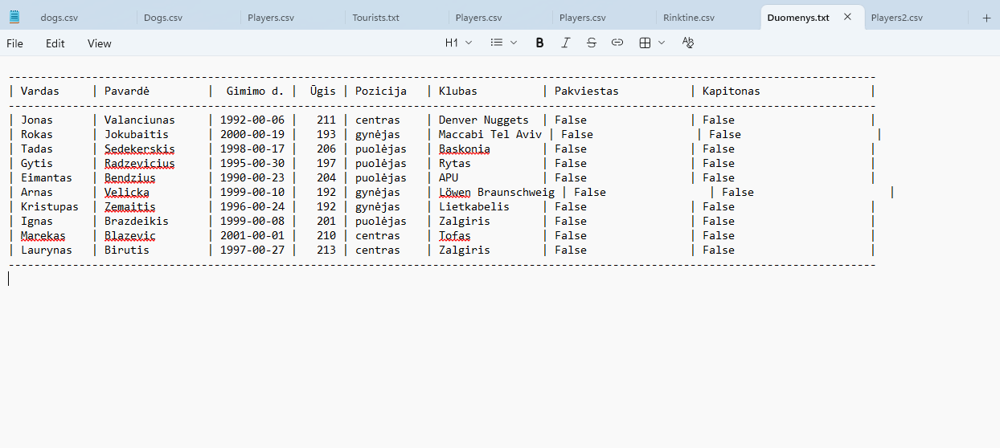 dogs.csv Dogs.csv Players.csv Tourists.txt Players.csv Players.csv Rinktine.csv Duomenys.txt Players2.csv
File Edit View H1 B I S
------------------------------------------------------------------------------------------------------------------------------------
| Vardas | Pavardė | Gimimo d. | Ūgis | Pozicija | Klubas | Pakviestas | Kapitonas |
------------------------------------------------------------------------------------------------------------------------------------
| Jonas | Valanciunas | 1992-00-06 | 211 | centras | Denver Nuggets | False | False |
| Rokas | Jokubaitis | 2000-00-19 | 193 | gynėjas | Maccabi Tel Aviv | False | False |
| Tadas | Sedekerskis | 1998-00-17 | 206 | puolėjas | Baskonia | False | False |
| Gytis | Radzevicius | 1995-00-30 | 197 | puolėjas | Rytas | False | False |
| Eimantas | Bendzius | 1990-00-23 | 204 | puolėjas | APU | False | False |
| Arnas | Velicka | 1999-00-10 | 192 | gynėjas | Löwen Braunschweig | False | False |
| Kristupas | Zemaitis | 1996-00-24 | 192 | gynėjas | Lietkabelis | False | False |
| Ignas | Brazdeikis | 1999-00-08 | 201 | puolėjas | Zalgiris | False | False |
| Marekas | Blazevic | 2001-00-01 | 210 | centras | Tofas | False | False |
| Laurynas | Birutis | 1997-00-27 | 213 | centras | Zalgiris | False | False |
------------------------------------------------------------------------------------------------------------------------------------